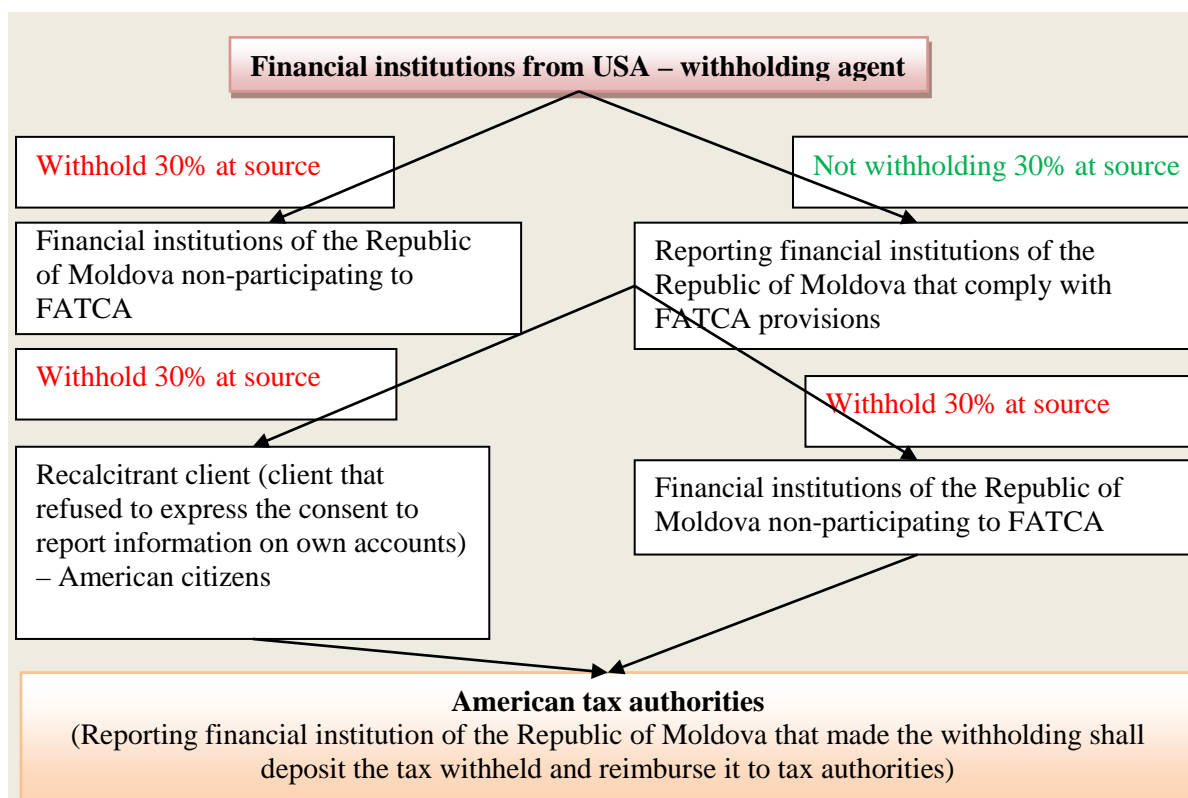 Financial institutions from USA – withholding agent
Withhold 30% at source
Not withholding 30% at source
Financial institutions of the Republic
of Moldova non-participating to
FATCA
Reporting financial institutions of the
Republic of Moldova that comply with
FATCA provisions
Withhold 30% at source
Withhold 30% at source
Recalcitrant client (client that
refused to express the consent to
report information on own accounts)
– American citizens
Financial institutions of the Republic of
Moldova non-participating to FATCA
American tax authorities
(Reporting financial institution of the Republic of Moldova that made the withholding shall
deposit the tax withheld and reimburse it to tax authorities)